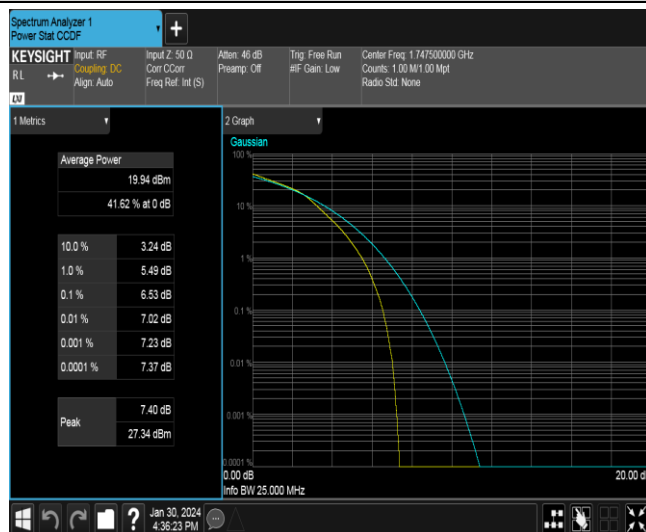 Spectrum Analyzer 1
Power Stat CCDF
+
KEYSIGHT
RL
LXI
Input: RF
Coupling: DC
Align: Auto
Input Z: 50 Ω
Corr CCorr
Freq Ref: Int (S)
Atten: 46 dB
Preamp: Off
Trig: Free Run
#IF Gain: Low
Center Freq: 1.747500000 GHz
Counts: 1.00 M/1.00 Mpt
Radio Std: None
1 Metrics
Average Power
19.94 dBm
41.62 % at 0 dB
10.0 % 3.24 dB
1.0 % 5.49 dB
0.1 % 6.53 dB
0.01 % 7.02 dB
0.001 % 7.23 dB
0.0001 % 7.37 dB
Peak 7.40 dB
27.34 dBm
2 Graph
Gaussian
100 %
10 %
1 %
0.1 %
0.01 %
0.001 %
0.0001 %
0.00 dB
20.00 d
Info BW 25.000 MHz
?
Jan 30, 2024
4:36:23 PM